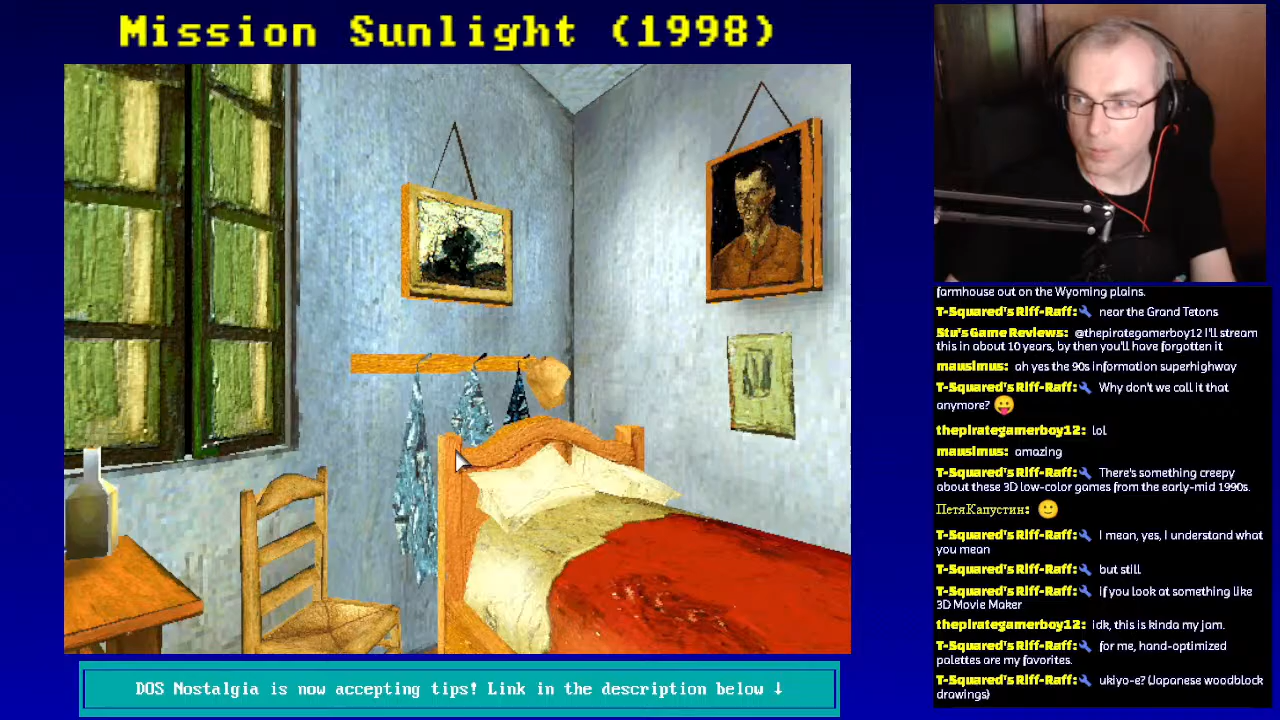 Mission Sunlight (1998)
farmhouse out on the Wyoming plains.
T-Squared's Riff-Raff: near the Grand Tetons
Stu's Game Reviews: @thepirategamerboy12 I'll stream
this in about 10 years, by then you'll have forgotten it
mausimus: ah yes the 90s information superhighway
T-Squared's Riff-Raff: Why don't we call it that
anymore? 😛
thepirategamerboy12: lol
mausimus: amazing
T-Squared's Riff-Raff: There's something creepy
about these 3D low-color games from the early-mid 1990s.
ПетяКапустин: 🙂
T-Squared's Riff-Raff: I mean, yes, I understand what
you mean
T-Squared's Riff-Raff: but still
T-Squared's Riff-Raff: if you look at something like
3D Movie Maker
thepirategamerboy12: idk, this is kinda my jam.
T-Squared's Riff-Raff: for me, hand-optimized
palettes are my favorites.
T-Squared's Riff-Raff: ukiyo-e? (Japanese woodblock
drawings)
DOS Nostalgia is now accepting tips! Link in the description below ↓